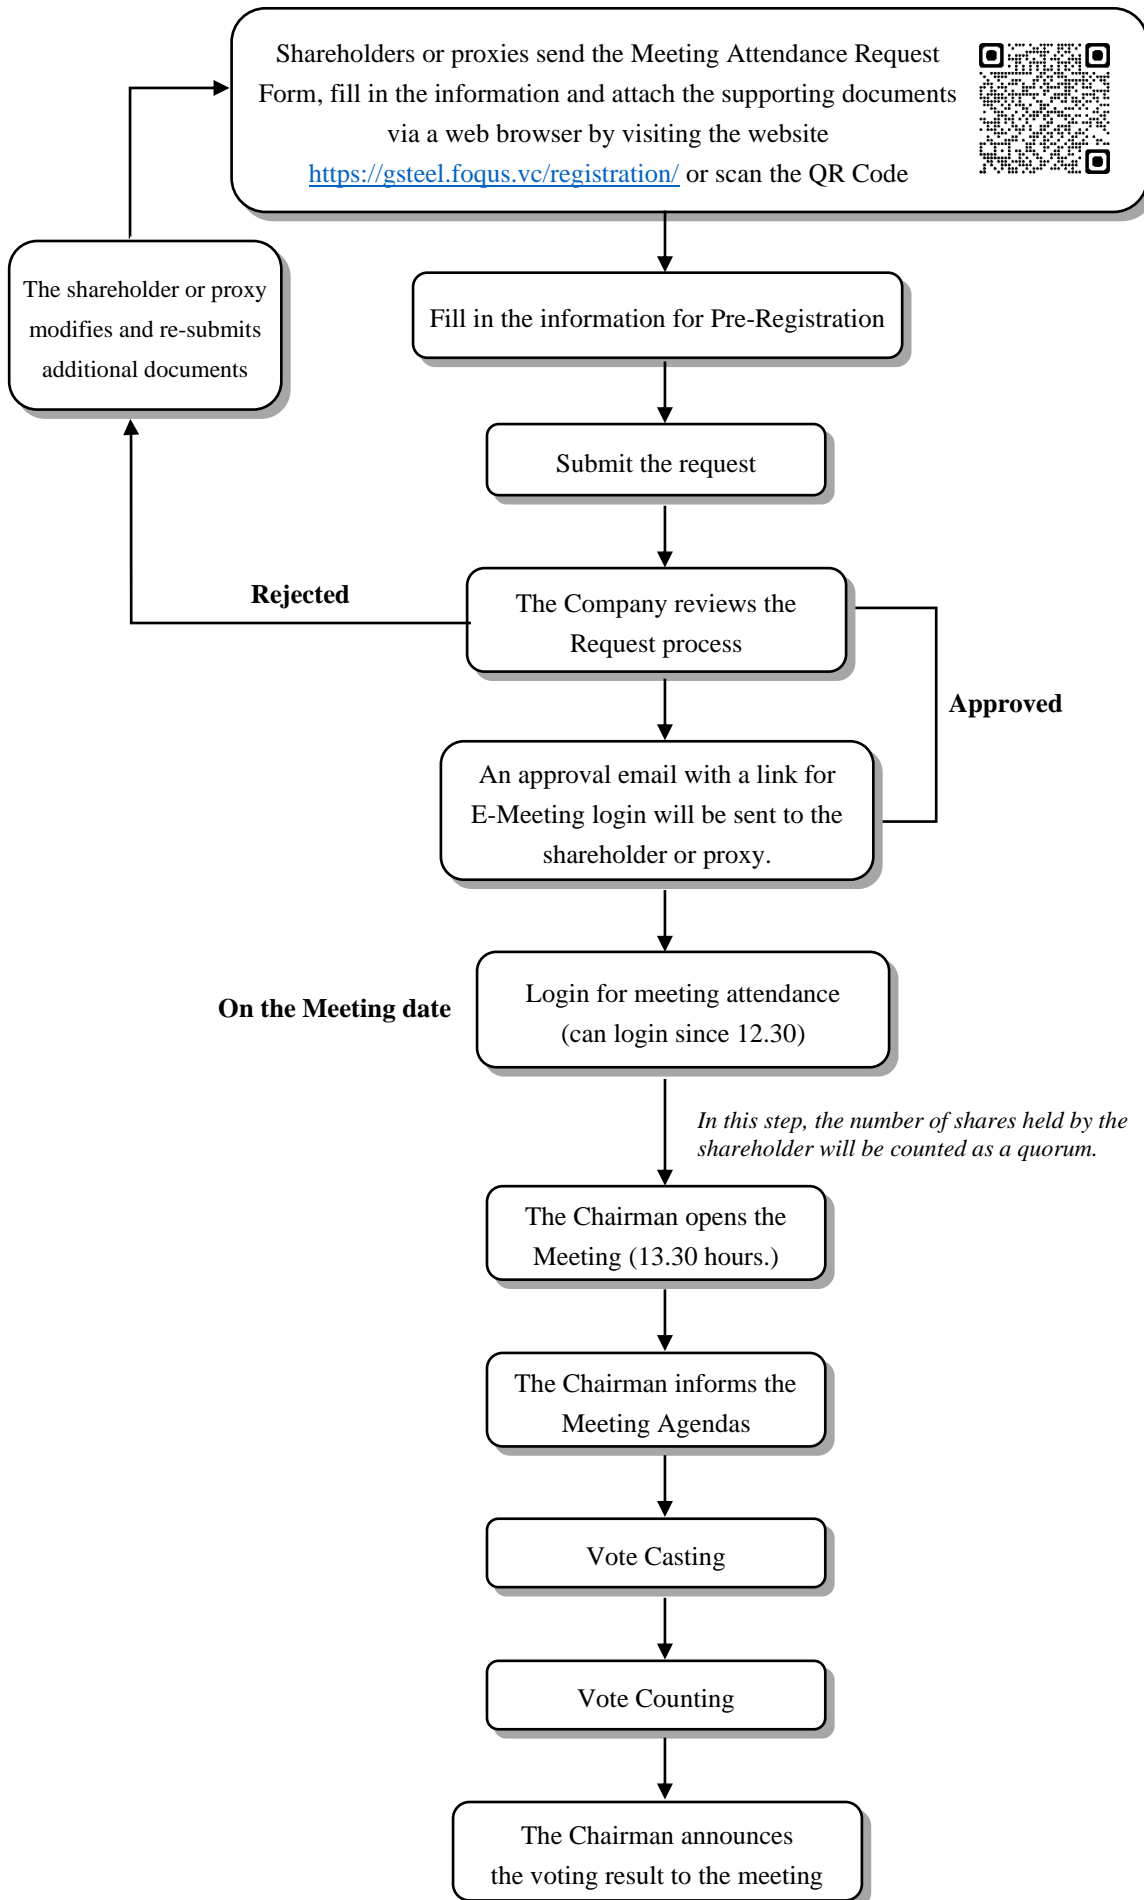 Shareholders or proxies send the Meeting Attendance Request
Form, fill in the information and attach the supporting documents
via a web browser by visiting the website
https://gsteel.foqus.vc/registration/ or scan the QR Code
The shareholder or proxy
modifies and re-submits
additional documents
Fill in the information for Pre-Registration
Submit the request
Rejected
The Company reviews the
Request process
Approved
An approval email with a link for
E-Meeting login will be sent to the
shareholder or proxy.
On the Meeting date
Login for meeting attendance
(can login since 12.30)
In this step, the number of shares held by the
shareholder will be counted as a quorum.
The Chairman opens the
Meeting (13.30 hours.)
The Chairman informs the
Meeting Agendas
Vote Casting
Vote Counting
The Chairman announces
the voting result to the meeting